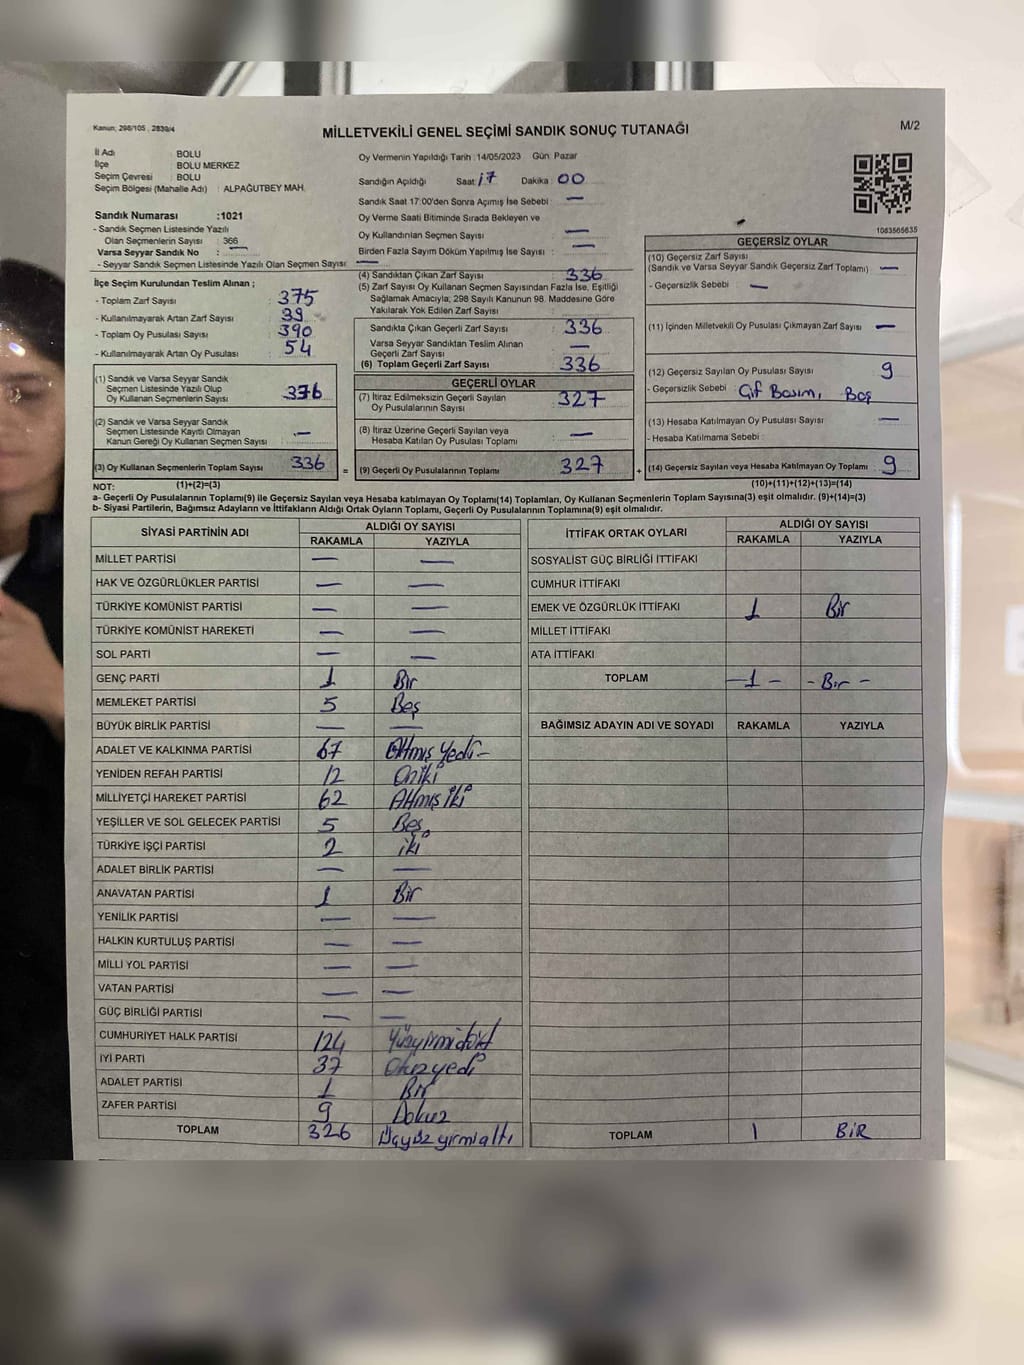 Kanun; 298/105 , 2839/4
MİLLETVEKİLİ GENEL SEÇİMİ SANDIK SONUÇ TUTANAĞI
M/2
İl Adı : BOLU
İlçe : BOLU MERKEZ
Seçim Çevresi : BOLU
Seçim Bölgesi (Mahalle Adı) : ALPAĞUTBEY MAH.
Sandık Numarası :1021
- Sandık Seçmen Listesinde Yazılı
Olan Seçmenlerin Sayısı : 366
Varsa Seyyar Sandık No : —
- Seyyar Sandık Seçmen Listesinde Yazılı Olan Seçmen Sayısı : —
İlçe Seçim Kurulundan Teslim Alınan ;
- Toplam Zarf Sayısı : 375
- Kullanılmayarak Artan Zarf Sayısı : 39
- Toplam Oy Pusulası Sayısı : 390
- Kullanılmayarak Artan Oy Pusulası : 54
(1) Sandık ve Varsa Seyyar Sandık
Seçmen Listesinde Yazılı Olup
Oy Kullanan Seçmenlerin Sayısı : 336
(2) Sandık ve Varsa Seyyar Sandık
Seçmen Listesinde Kayıtlı Olmayan
Kanun Gereği Oy Kullanan Seçmen Sayısı : —
(3) Oy Kullanan Seçmenlerin Toplam Sayısı 336 =
Oy Vermenin Yapıldığı Tarih : 14/05/2023 Gün: Pazar
Sandığın Açıldığı Saat : 17 Dakika : 00
Sandık Saat 17:00'den Sonra Açımış İse Sebebi : —
Oy Verme Saati Bitiminde Sırada Bekleyen ve
Oy Kullandırılan Seçmen Sayısı : —
Birden Fazla Sayım Döküm Yapılmış İse Sayısı : —
(4) Sandıktan Çıkan Zarf Sayısı : 336
(5) Zarf Sayısı Oy Kullanan Seçmen Sayısından Fazla İse, Eşitliği
Sağlamak Amacıyla; 298 Sayılı Kanunun 98. Maddesine Göre
Yakılarak Yok Edilen Zarf Sayısı :
Sandıkta Çıkan Geçerli Zarf Sayısı : 336
Varsa Seyyar Sandıktan Teslim Alınan
Geçerli Zarf Sayısı : —
(6) Toplam Geçerli Zarf Sayısı : 336
GEÇERLİ OYLAR
(7) İtiraz Edilmeksizin Geçerli Sayılan
Oy Pusulalarının Sayısı : 327
(8) İtiraz Üzerine Geçerli Sayılan veya
Hesaba Katılan Oy Pusulası Toplamı : —
(9) Geçerli Oy Pusulalarının Toplamı : 327 +
1083565635
GEÇERSİZ OYLAR
(10) Geçersiz Zarf Sayısı
(Sandık ve Varsa Seyyar Sandık Geçersiz Zarf Toplamı) : —
- Geçersizlik Sebebi : —
(11) İçinden Milletvekili Oy Pusulası Çıkmayan Zarf Sayısı : —
(12) Geçersiz Sayılan Oy Pusulası Sayısı : 9
- Geçersizlik Sebebi : Çif Basım, Boş
(13) Hesaba Katılmayan Oy Pusulası Sayısı : —
- Hesaba Katılmama Sebebi :
(14) Geçersiz Sayılan veya Hesaba Katılmayan Oy Toplamı : 9
NOT: (1)+(2)=(3) (10)+(11)+(12)+(13)=(14)
a- Geçerli Oy Pusulalarının Toplamı(9) ile Geçersiz Sayılan veya Hesaba katılmayan Oy Toplamı(14) Toplamları, Oy Kullanan Seçmenlerin Toplam Sayısına(3) eşit olmalıdır. (9)+(14)=(3)
b- Siyasi Partilerin, Bağımsız Adayların ve İttifakların Aldığı Ortak Oyların Toplamı, Geçerli Oy Pusulalarının Toplamına(9) eşit olmalıdır.
SİYASİ PARTİNİN ADI ALDIĞI OY SAYISI
RAKAMLA YAZIYLA
MİLLET PARTİSİ — —
HAK VE ÖZGÜRLÜKLER PARTİSİ — —
TÜRKİYE KOMÜNİST PARTİSİ — —
TÜRKİYE KOMÜNİST HAREKETİ — —
SOL PARTİ — —
GENÇ PARTİ 1 Bir
MEMLEKET PARTİSİ 5 Beş
BÜYÜK BİRLİK PARTİSİ — —
ADALET VE KALKINMA PARTİSİ 67 Altmış Yedi -
YENİDEN REFAH PARTİSİ 12 Oniki
MİLLİYETÇİ HAREKET PARTİSİ 62 Altmış İki
YEŞİLLER VE SOL GELECEK PARTİSİ 5 Beş
TÜRKİYE İŞÇİ PARTİSİ 2 iki
ADALET BİRLİK PARTİSİ — —
ANAVATAN PARTİSİ 1 Bir
YENİLİK PARTİSİ — —
HALKIN KURTULUŞ PARTİSİ — —
MİLLİ YOL PARTİSİ — —
VATAN PARTİSİ — —
GÜÇ BİRLİĞİ PARTİSİ — —
CUMHURİYET HALK PARTİSİ 124 Yüzyirmidört
İYİ PARTİ 37 Otuzyedi
ADALET PARTİSİ 1 Bir
ZAFER PARTİSİ 9 Dokuz
TOPLAM 326 Üçyüz yirmialtı
İTTİFAK ORTAK OYLARI ALDIĞI OY SAYISI
RAKAMLA YAZIYLA
SOSYALİST GÜÇ BİRLİĞİ İTTİFAKI
CUMHUR İTTİFAKI
EMEK VE ÖZGÜRLÜK İTTİFAKI 1 Bir
MİLLET İTTİFAKI
ATA İTTİFAKI
TOPLAM —1 - - Bir -
BAĞIMSIZ ADAYIN ADI VE SOYADI RAKAMLA YAZIYLA
TOPLAM 1 BİR